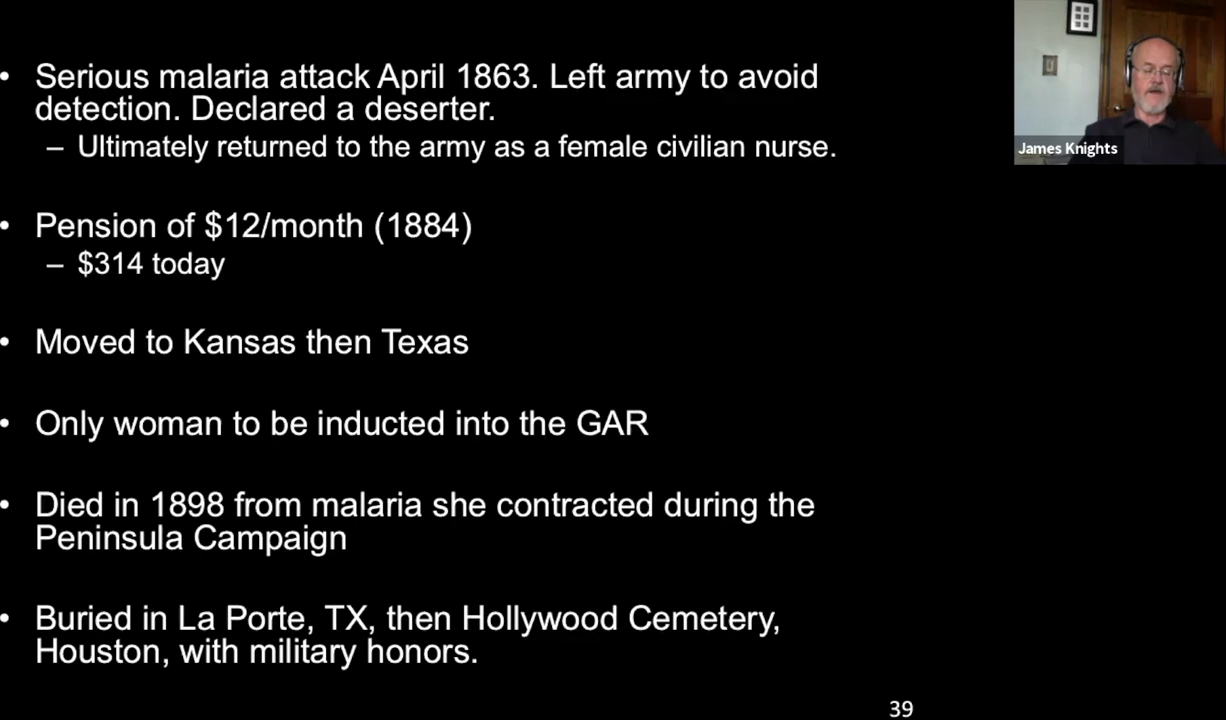 • Serious malaria attack April 1863. Left army to avoid
detection. Declared a deserter.
– Ultimately returned to the army as a female civilian nurse.
• Pension of $12/month (1884)
– $314 today
• Moved to Kansas then Texas
• Only woman to be inducted into the GAR
• Died in 1898 from malaria she contracted during the
Peninsula Campaign
• Buried in La Porte, TX, then Hollywood Cemetery,
Houston, with military honors.
39
James Knights